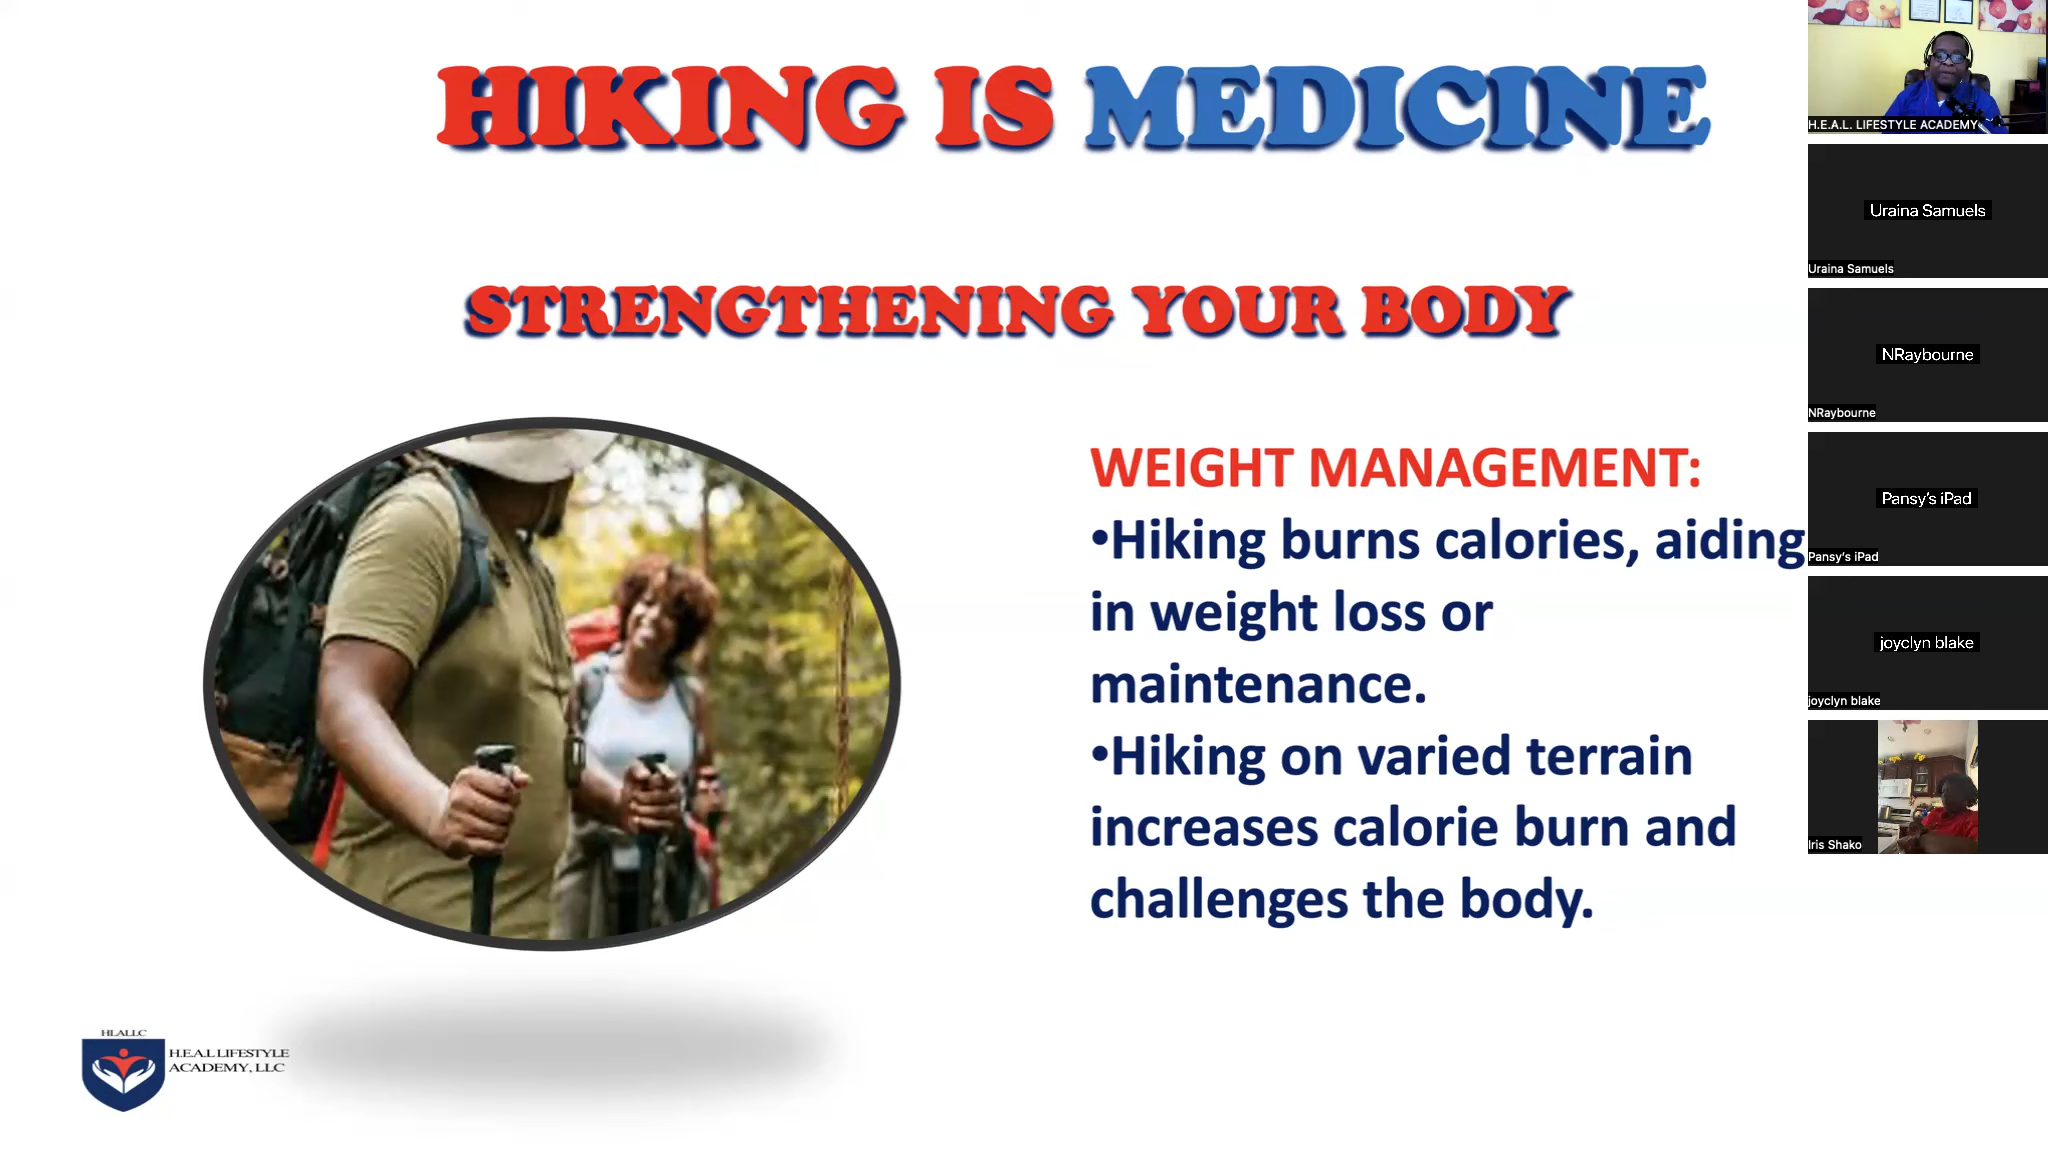 HIKING IS MEDICINE
STRENGTHENING YOUR BODY
WEIGHT MANAGEMENT:
•Hiking burns calories, aiding
in weight loss or
maintenance.
•Hiking on varied terrain
increases calorie burn and
challenges the body.
HLALLC
H.E.A.L LIFESTYLE
ACADEMY, LLC
H.E.A.L. LIFESTYLE ACADEMY
Uraina Samuels
Uraina Samuels
NRaybourne
NRaybourne
Pansy's iPad
Pansy's iPad
joyclyn blake
joyclyn blake
Iris Shako